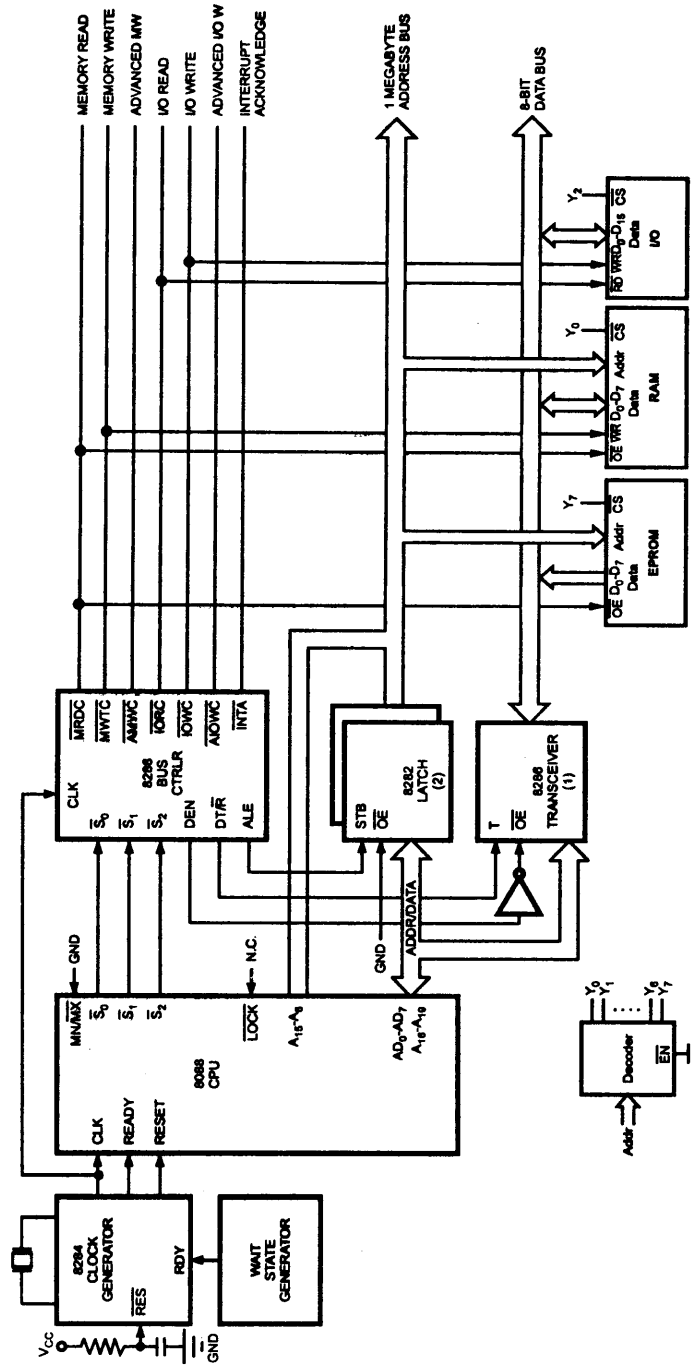 VCC
GND
RES
8284
CLOCK
GENERATOR
RDY
WAIT
STATE
GENERATOR
CLK
READY
RESET
8088
CPU
MN/MX
GND
S0
S1
S2
LOCK
N.C.
A15-A8
AD0-AD7
A16-A19
CLK
S0
S1
S2
DEN
DT/R
ALE
8288
BUS
CTRLR
MRDC
MWTC
AMWC
IORC
IOWC
AIOWC
INTA
MEMORY READ
MEMORY WRITE
ADVANCED MW
I/O READ
I/O WRITE
ADVANCED I/O W
INTERRUPT
ACKNOWLEDGE
STB
OE
8282
LATCH
(2)
GND
ADDR/DATA
T
OE
8286
TRANSCEIVER
(1)
1 MEGABYTE
ADDRESS BUS
8-BIT
DATA BUS
Addr
Decoder
EN
Y0
Y1
Y6
Y7
Y7
OE D0-D7 Addr CS
Data
EPROM
Y0
OE WR D0-D7 Addr CS
Data
RAM
Y2
RD WR D0-D15 CS
Data
I/O